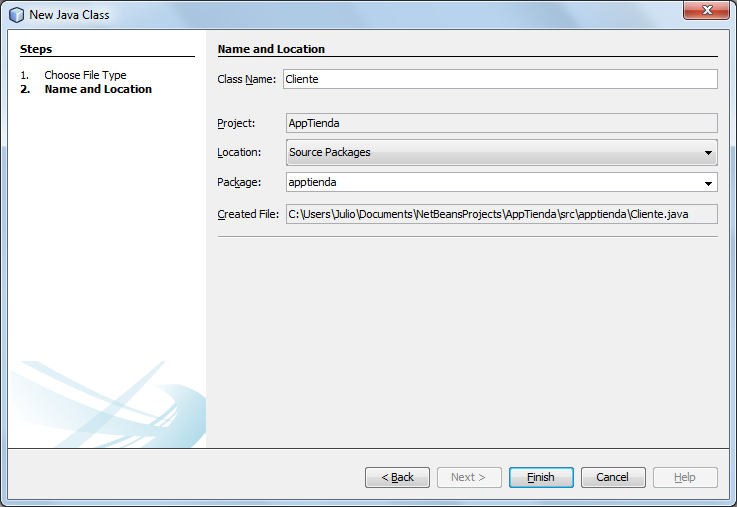 New Java Class
Steps
1. Choose File Type
2. Name and Location
Name and Location
Class Name: Cliente
Project: AppTienda
Location: Source Packages
Package: apptienda
Created File: C:\Users\Julio\Documents\NetBeansProjects\AppTienda\src\apptienda\Cliente.java
< Back Next > Finish Cancel Help